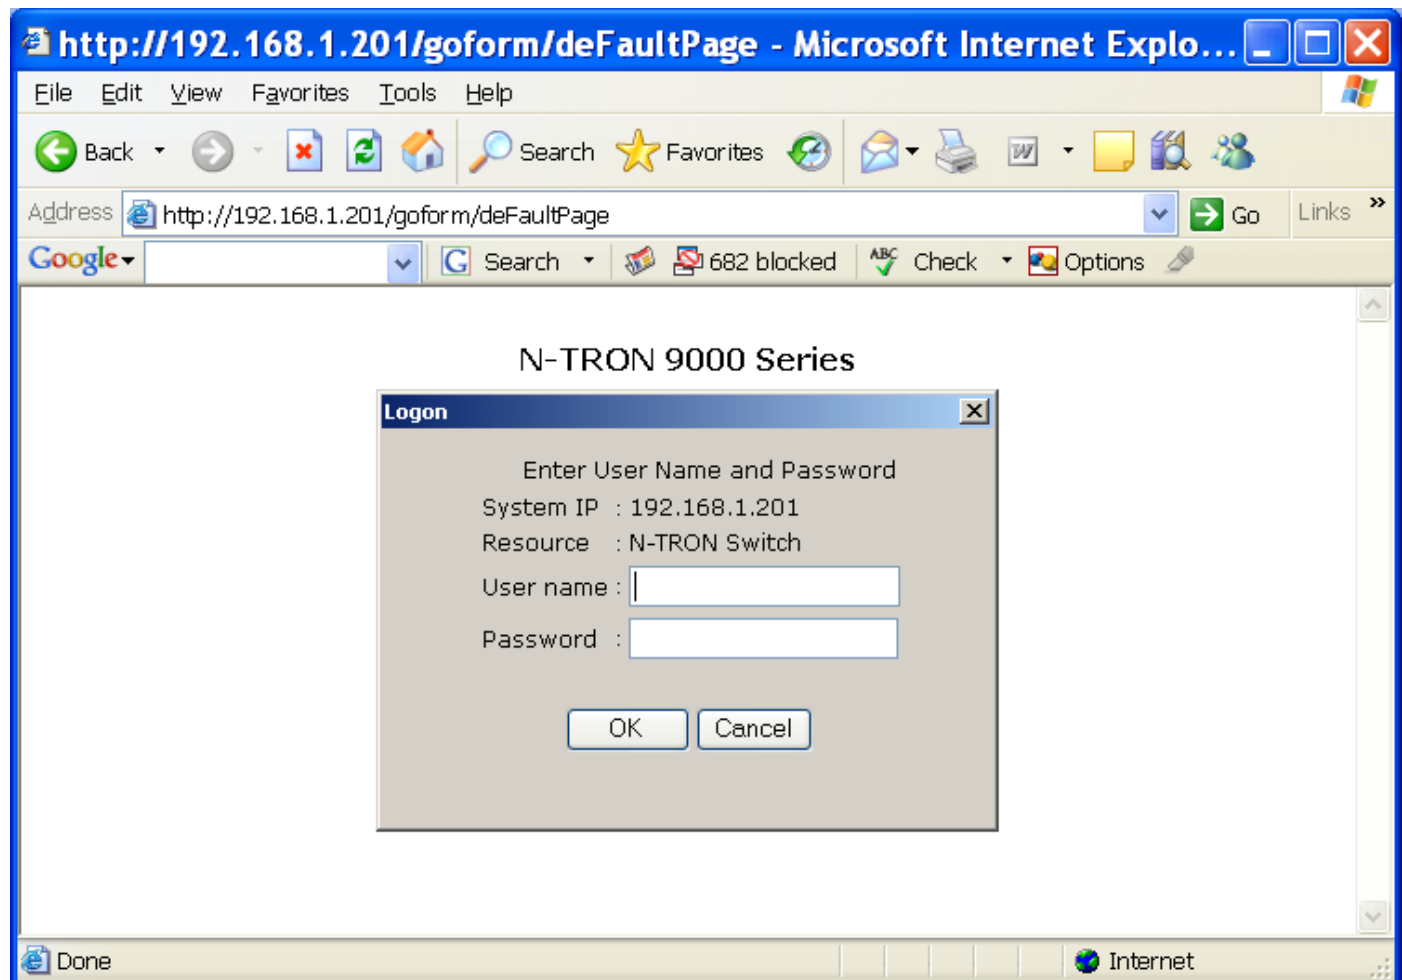 http://192.168.1.201/goform/deFaultPage - Microsoft Internet Explo...
File Edit View Favorites Tools Help
Back Search Favorites W
Address http://192.168.1.201/goform/deFaultPage Go Links »
Google G Search 682 blocked ABC Check Options
N-TRON 9000 Series
Logon
Enter User Name and Password
System IP : 192.168.1.201
Resource : N-TRON Switch
User name :
Password :
OK Cancel
Done Internet